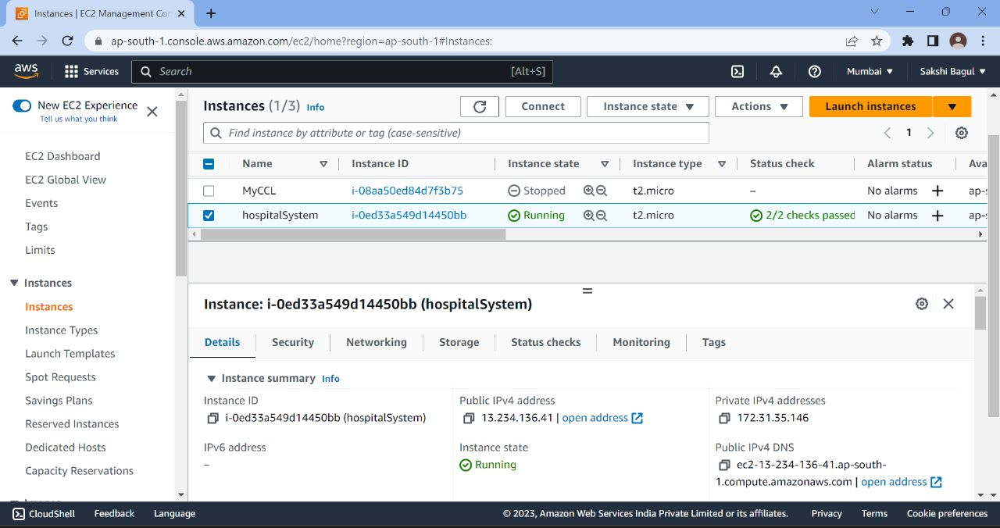 Instances | EC2 Management Con
ap-south-1.console.aws.amazon.com/ec2/home?region=ap-south-1#Instances:
aws
Services
Search
[Alt+S]
Mumbai
Sakshi Bagul
New EC2 Experience
Tell us what you think
EC2 Dashboard
EC2 Global View
Events
Tags
Limits
Instances
Instances
Instance Types
Launch Templates
Spot Requests
Savings Plans
Reserved Instances
Dedicated Hosts
Capacity Reservations
Instances (1/3) Info
Connect
Instance state
Actions
Launch instances
Find instance by attribute or tag (case-sensitive)
1
Name Instance ID Instance state Instance type Status check Alarm status Ava
MyCCL i-08aa50ed84d7f3b75 Stopped t2.micro – No alarms + ap-s
hospitalSystem i-0ed33a549d14450bb Running t2.micro 2/2 checks passed No alarms + ap-s
Instance: i-0ed33a549d14450bb (hospitalSystem)
Details Security Networking Storage Status checks Monitoring Tags
Instance summary Info
Instance ID
i-0ed33a549d14450bb (hospitalSystem)
Public IPv4 address
13.234.136.41 | open address
Private IPv4 addresses
172.31.35.146
IPv6 address
–
Instance state
Running
Public IPv4 DNS
ec2-13-234-136-41.ap-south-
1.compute.amazonaws.com | open address
CloudShell Feedback Language
© 2023, Amazon Web Services India Private Limited or its affiliates. Privacy Terms Cookie preferences